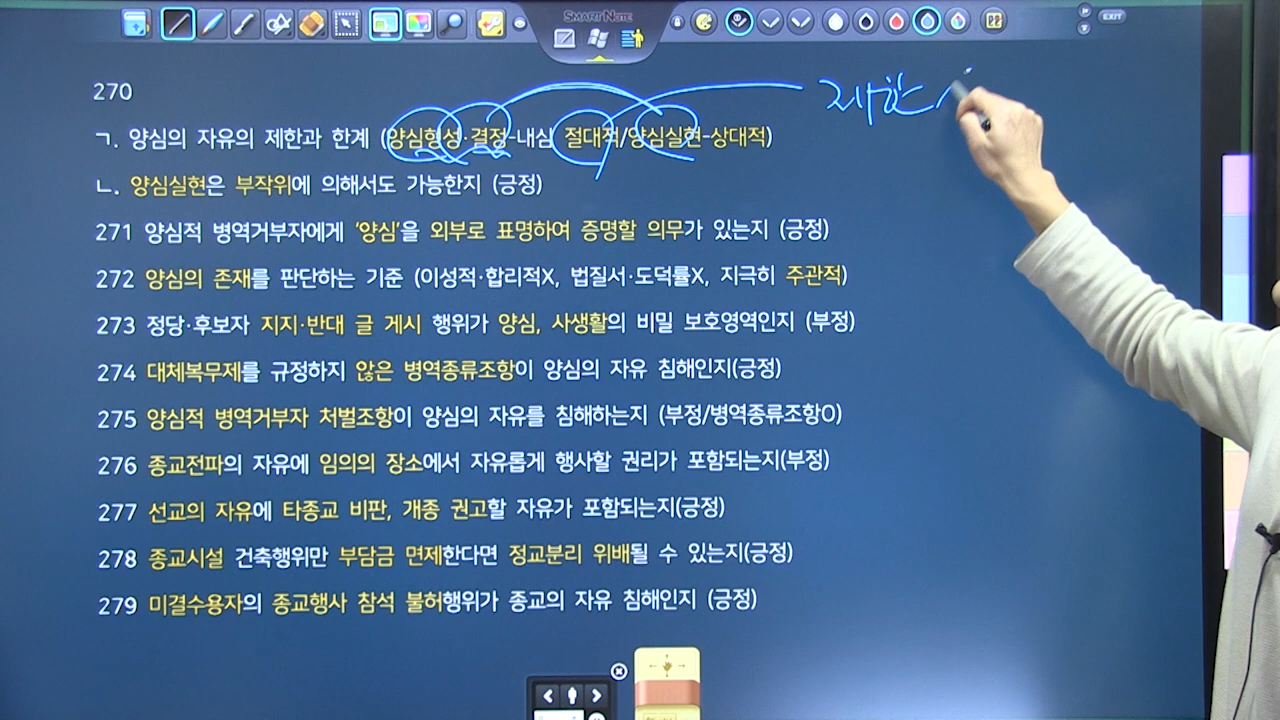 SMARTNOTE
EXIT
270
제한
ㄱ. 양심의 자유의 제한과 한계 (양심형성·결정-내심 절대적/양심실현-상대적)
ㄴ. 양심실현은 부작위에 의해서도 가능한지 (긍정)
271 양심적 병역거부자에게 '양심'을 외부로 표명하여 증명할 의무가 있는지 (긍정)
272 양심의 존재를 판단하는 기준 (이성적·합리적X, 법질서·도덕률X, 지극히 주관적)
273 정당·후보자 지지·반대 글 게시 행위가 양심, 사생활의 비밀 보호영역인지 (부정)
274 대체복무제를 규정하지 않은 병역종류조항이 양심의 자유 침해인지(긍정)
275 양심적 병역거부자 처벌조항이 양심의 자유를 침해하는지 (부정/병역종류조항O)
276 종교전파의 자유에 임의의 장소에서 자유롭게 행사할 권리가 포함되는지(부정)
277 선교의 자유에 타종교 비판, 개종 권고할 자유가 포함되는지(긍정)
278 종교시설 건축행위만 부담금 면제한다면 정교분리 위배될 수 있는지(긍정)
279 미결수용자의 종교행사 참석 불허행위가 종교의 자유 침해인지 (긍정)